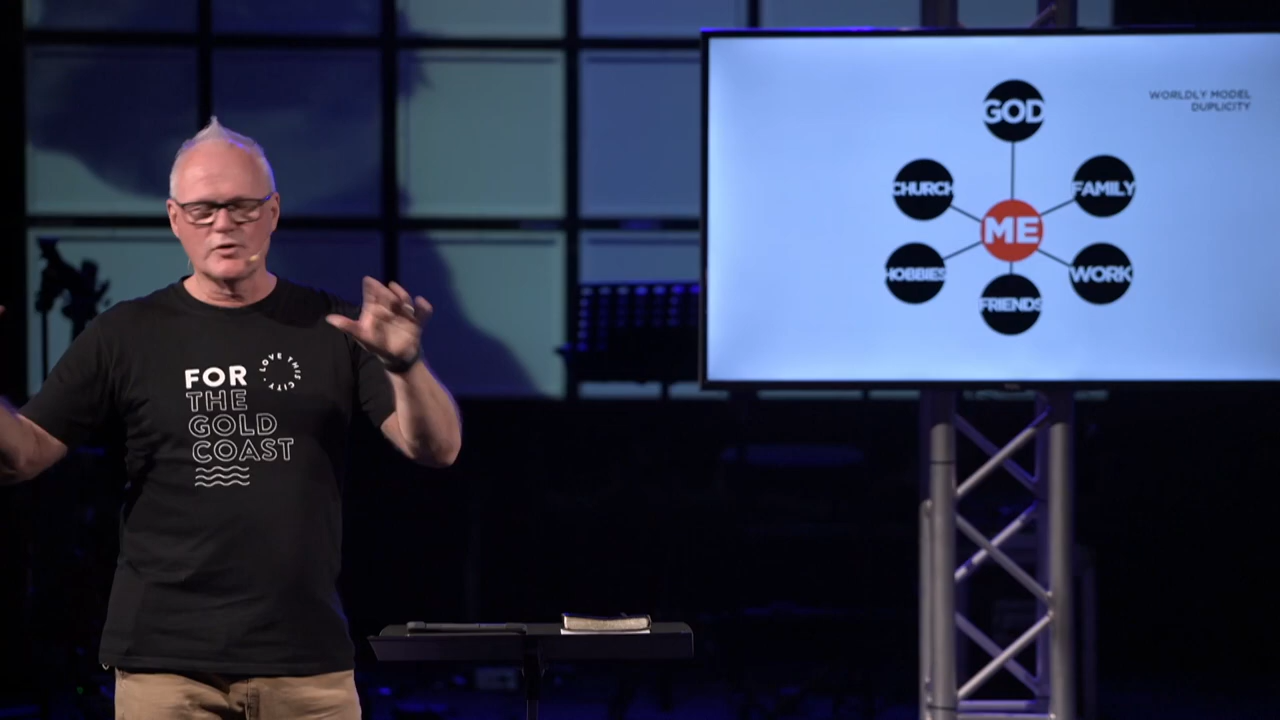 FOR
THE
GOLD
COAST
LOVE THIS CITY
WORLDLY MODEL
DUPLICITY
GOD
CHURCH
FAMILY
ME
HOBBIES
WORK
FRIENDS